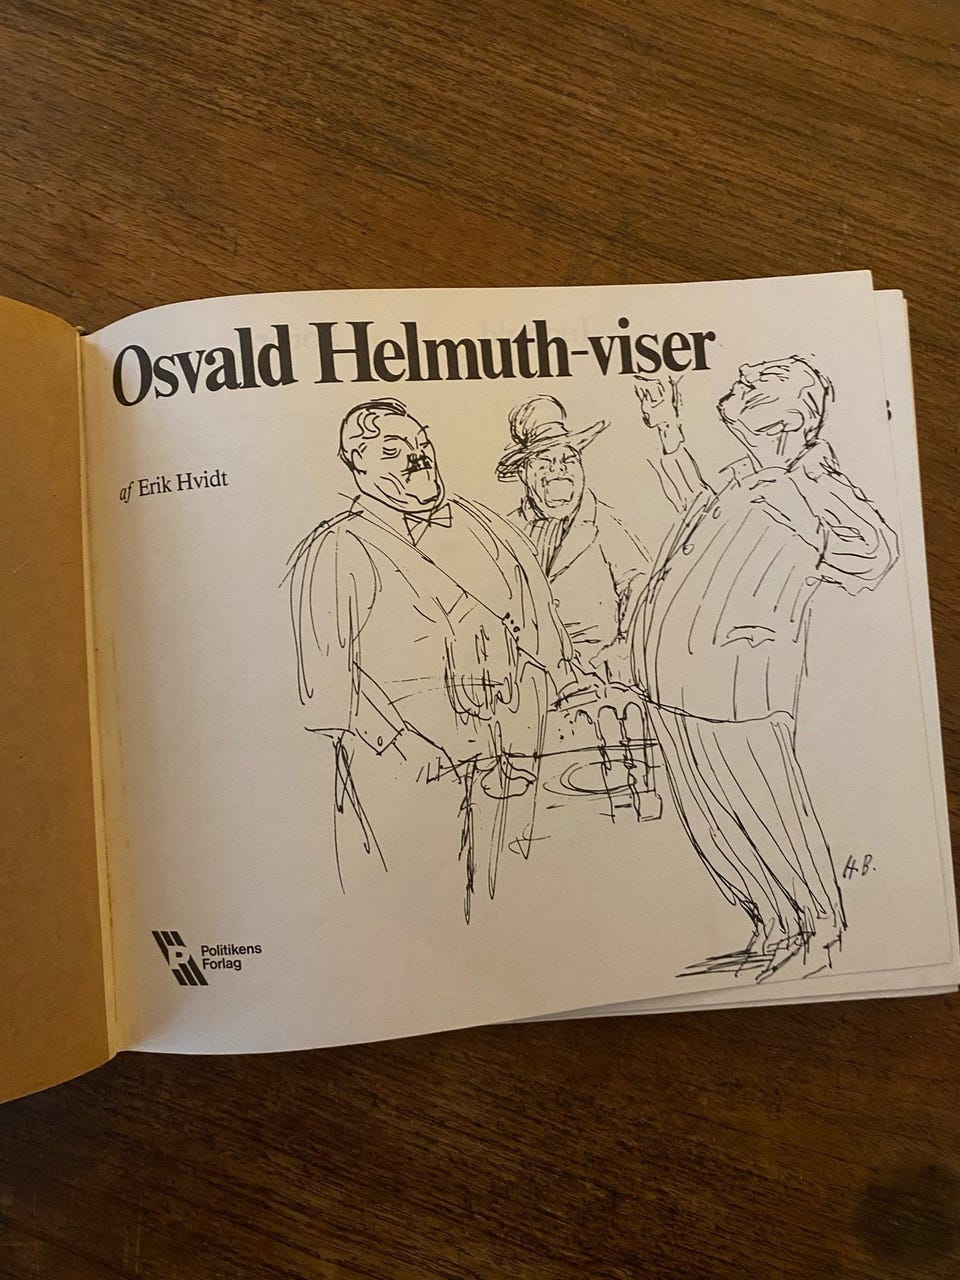 Osvald Helmuth-viser
af Erik Hvidt
H.B.
Politikens
Forlag